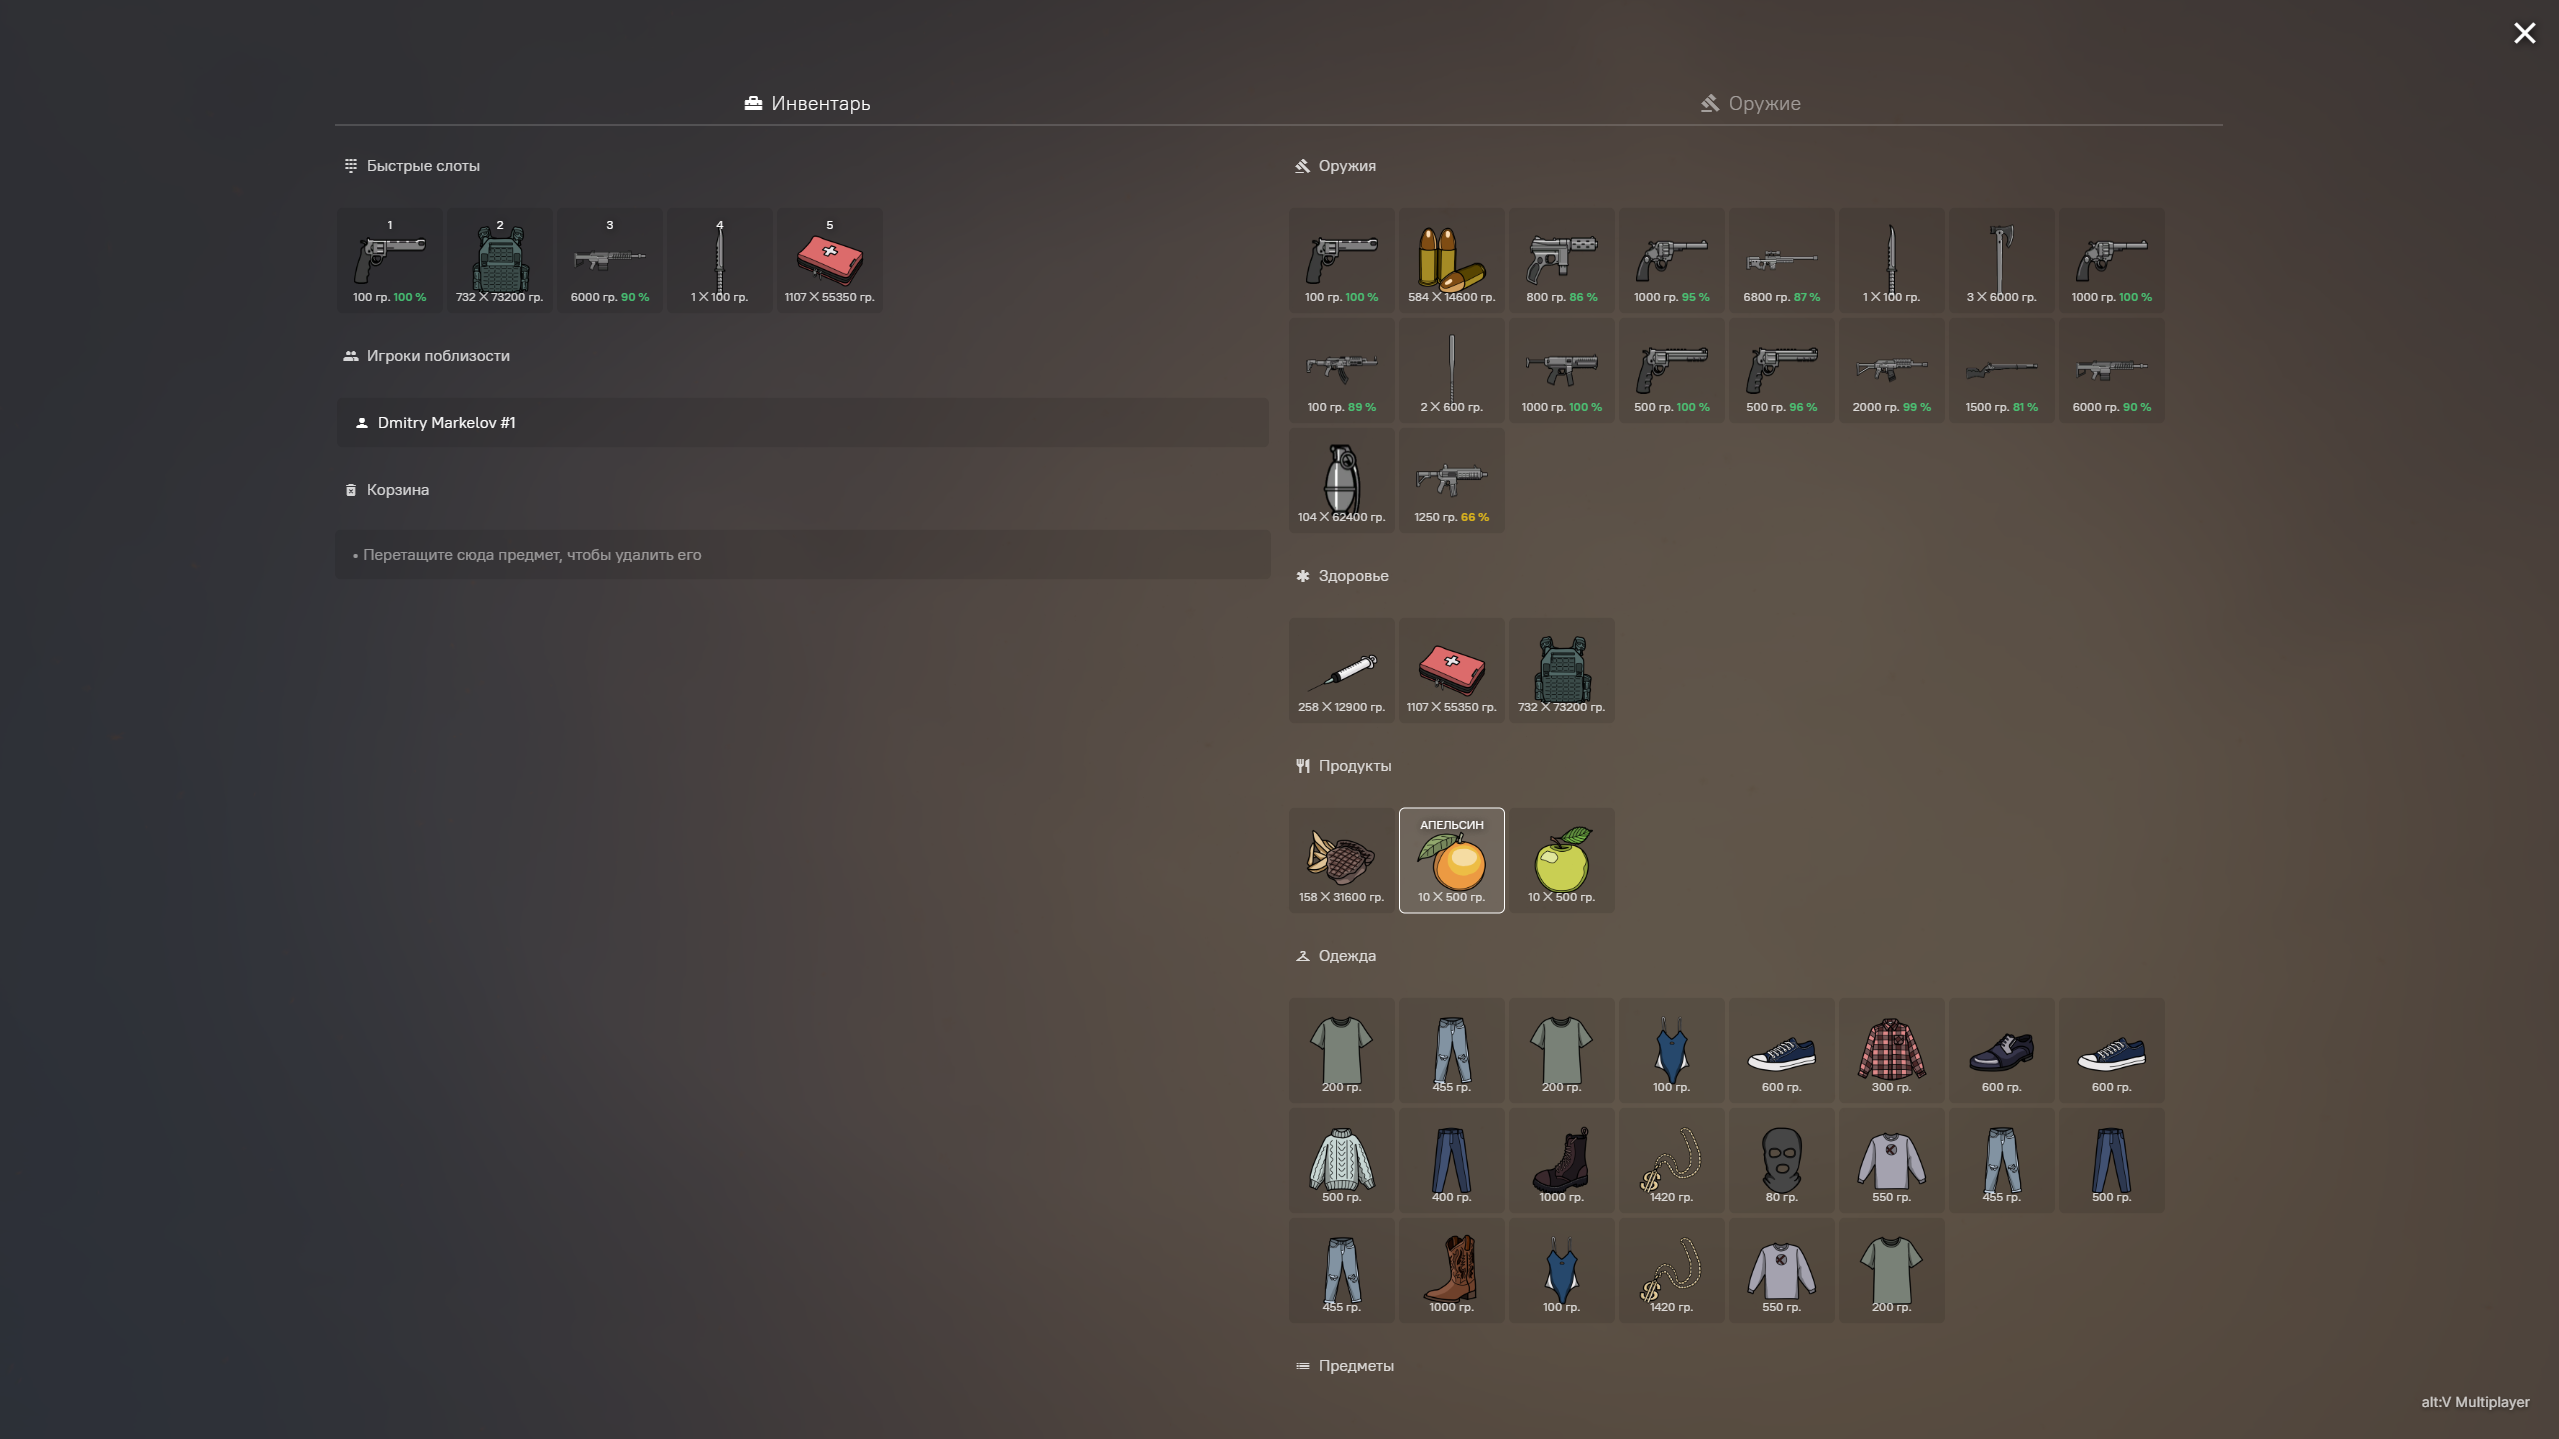 Инвентарь
Оружие
Быстрые слоты
1 2 3 4 5
100 гр. 100 % 732 × 73200 гр. 6000 гр. 90 % 1 × 100 гр. 1107 × 55350 гр.
Игроки поблизости
Dmitry Markelov #1
Корзина
• Перетащите сюда предмет, чтобы удалить его
Оружия
100 гр. 100 % 584 × 14600 гр. 800 гр. 86 % 1000 гр. 95 % 6800 гр. 87 % 1 × 100 гр. 3 × 6000 гр. 1000 гр. 100 %
100 гр. 89 % 2 × 600 гр. 1000 гр. 100 % 500 гр. 100 % 500 гр. 96 % 2000 гр. 99 % 1500 гр. 81 % 6000 гр. 90 %
104 × 62400 гр. 1250 гр. 66 %
Здоровье
258 × 12900 гр. 1107 × 55350 гр. 732 × 73200 гр.
Продукты
АПЕЛЬСИН
158 × 31600 гр. 10 × 500 гр. 10 × 500 гр.
Одежда
200 гр. 455 гр. 200 гр. 100 гр. 600 гр. 300 гр. 600 гр. 600 гр.
500 гр. 400 гр. 1000 гр. 1420 гр. 80 гр. 550 гр. 455 гр. 500 гр.
455 гр. 1000 гр. 100 гр. 1420 гр. 550 гр. 200 гр.
Предметы
alt:V Multiplayer